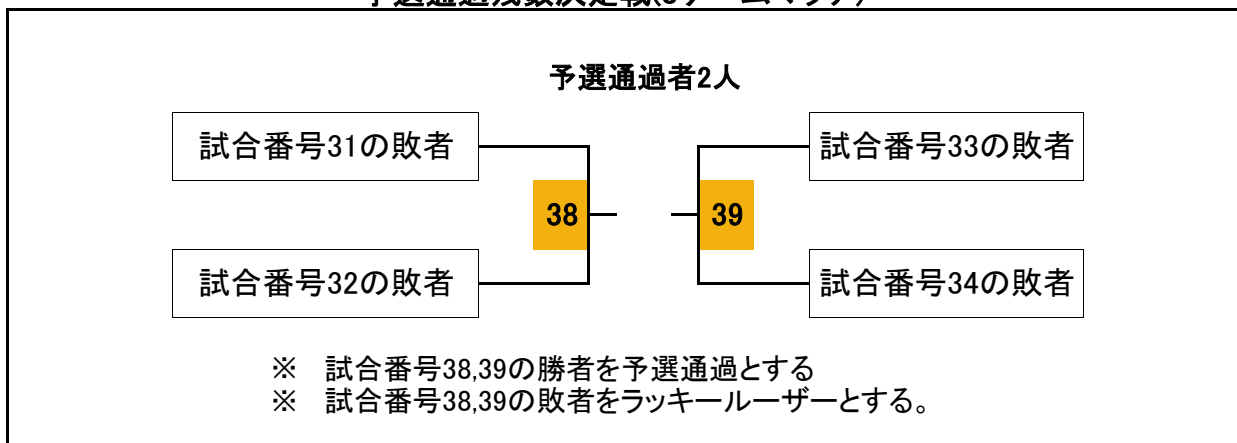 予選通過者2人
試合番号31の敗者
試合番号33の敗者
38
39
試合番号32の敗者
試合番号34の敗者
※　試合番号38,39の勝者を予選通過とする
※　試合番号38,39の敗者をラッキールーザーとする。